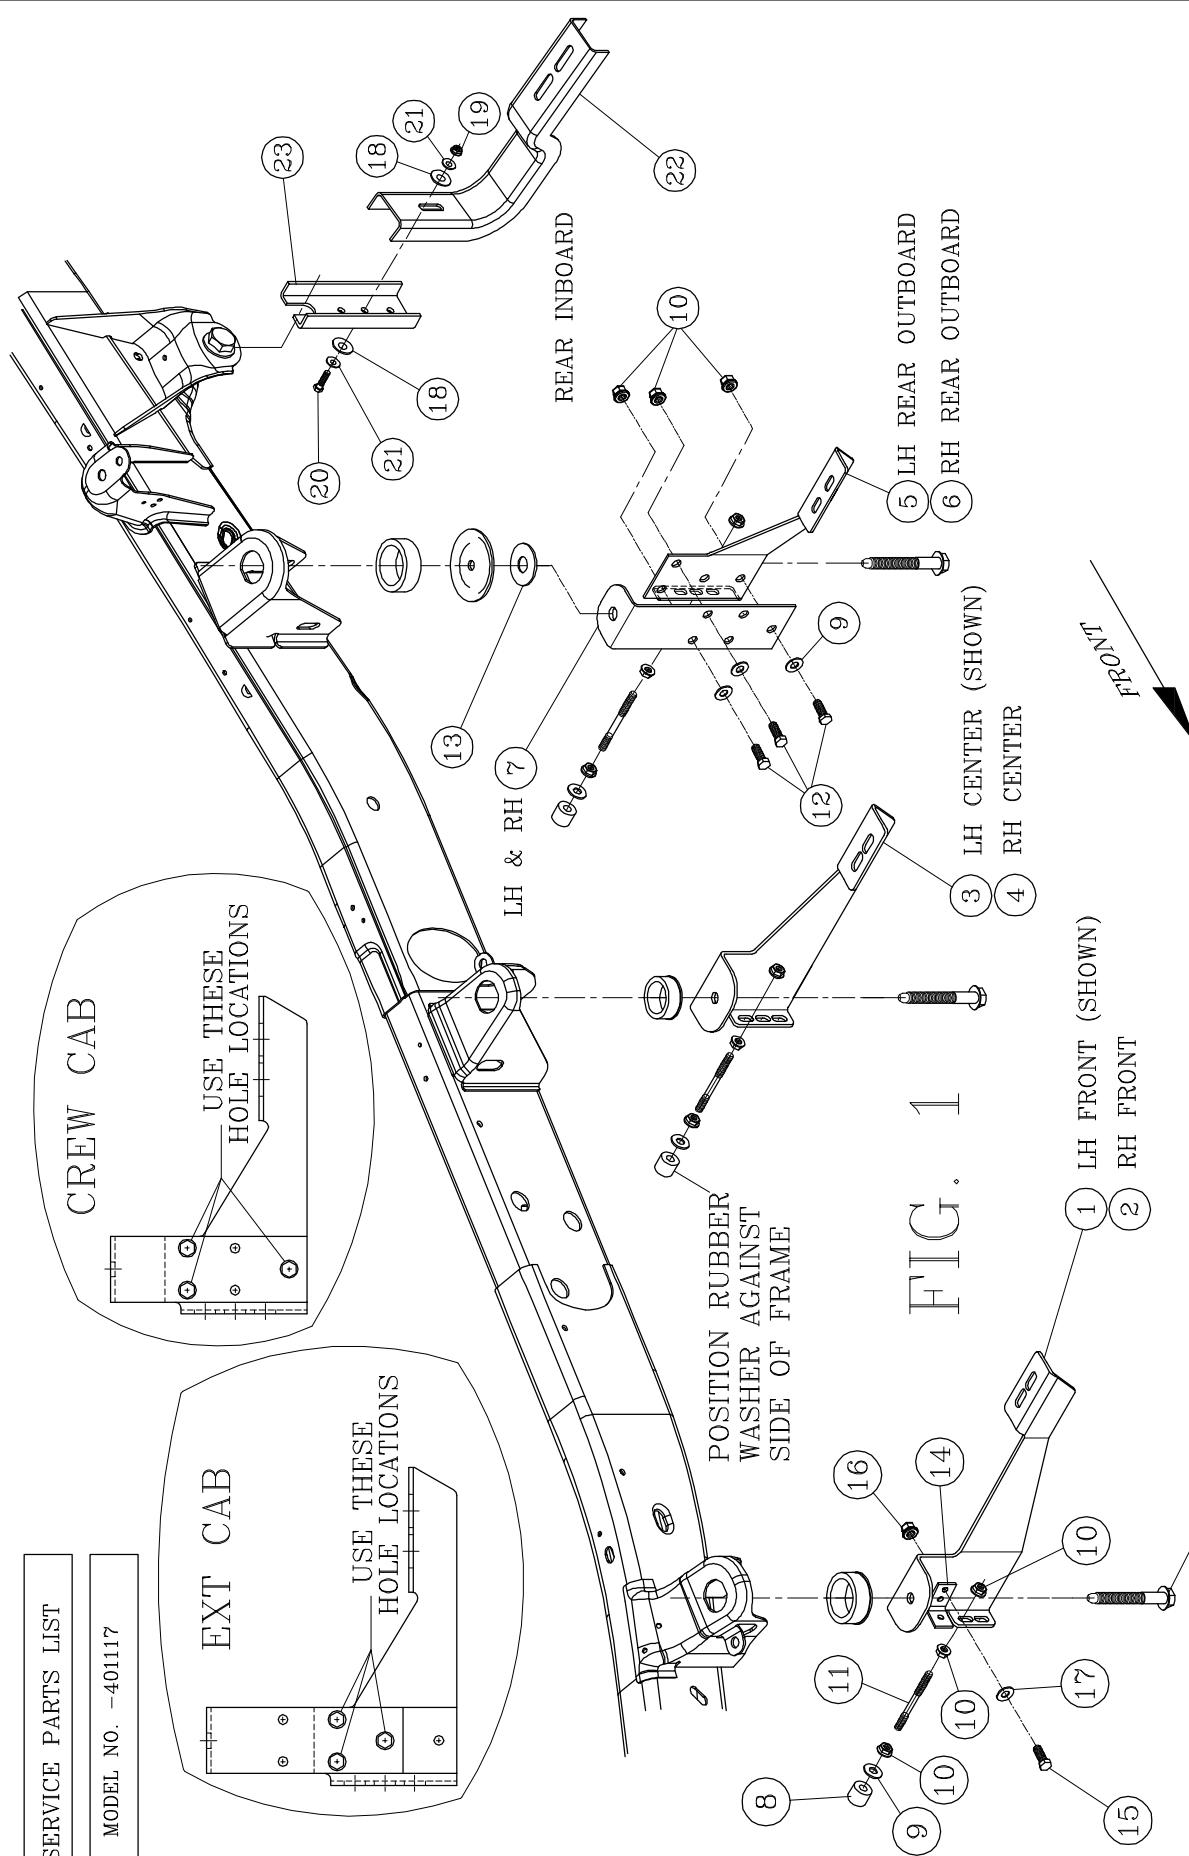 SERVICE PARTS LIST
MODEL NO. -401117
EXT CAB
USE THESE
HOLE LOCATIONS
CREW CAB
USE THESE
HOLE LOCATIONS
23
18
21
19
22
20
21
18
REAR INBOARD
10
5 LH REAR OUTBOARD
6 RH REAR OUTBOARD
13
LH & RH 7
9
12
3 LH CENTER (SHOWN)
4 RH CENTER
FRONT
POSITION RUBBER
WASHER AGAINST
SIDE OF FRAME
FIG. 1
1 LH FRONT (SHOWN)
2 RH FRONT
16
14
10
11
10
17
8
10
9
15